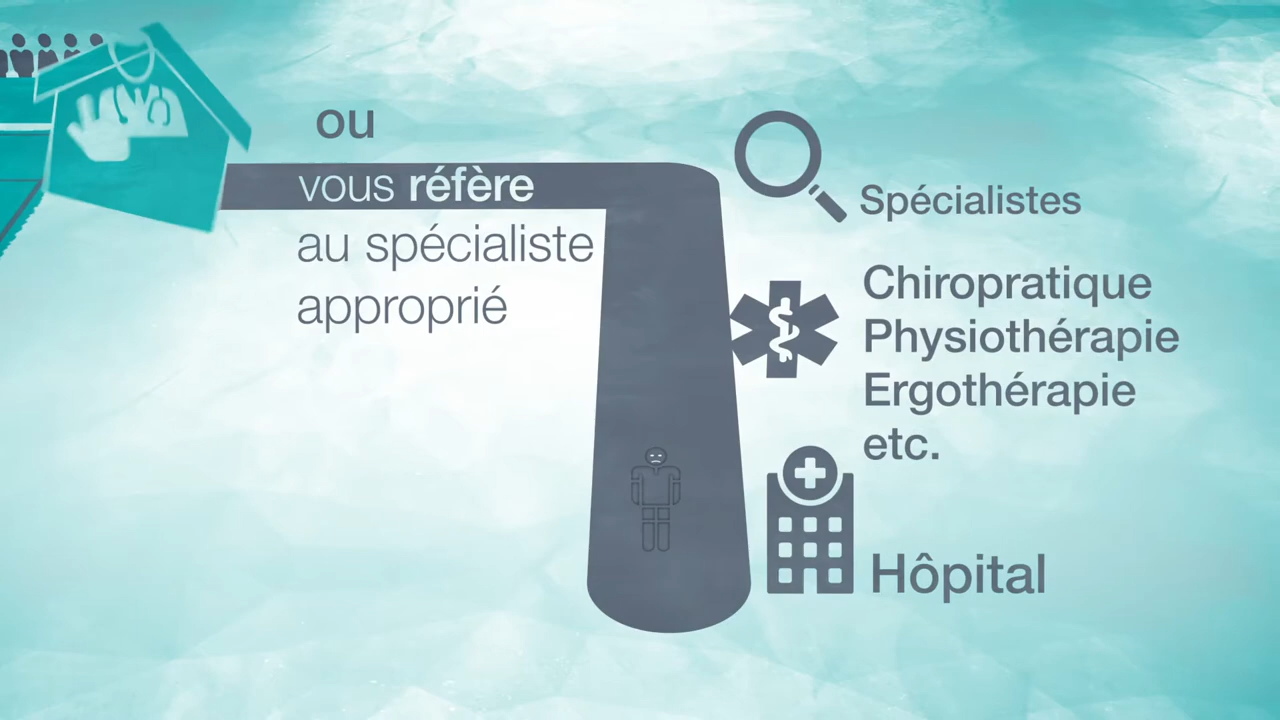 ou
vous réfère
au spécialiste
approprié
Spécialistes
Chiropratique
Physiothérapie
Ergothérapie
etc.
Hôpital